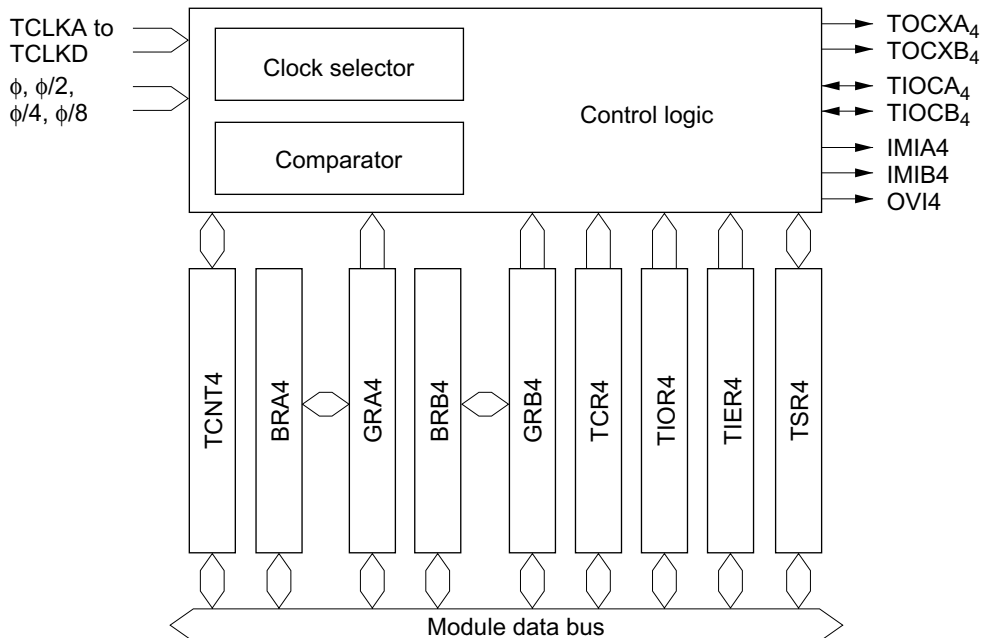 TCLKA to
TCLKD
ϕ, ϕ/2,
ϕ/4, ϕ/8
Clock selector
Comparator
Control logic
TOCXA4
TOCXB4
TIOCA4
TIOCB4
IMIA4
IMIB4
OVI4
TCNT4
BRA4
GRA4
BRB4
GRB4
TCR4
TIOR4
TIER4
TSR4
Module data bus